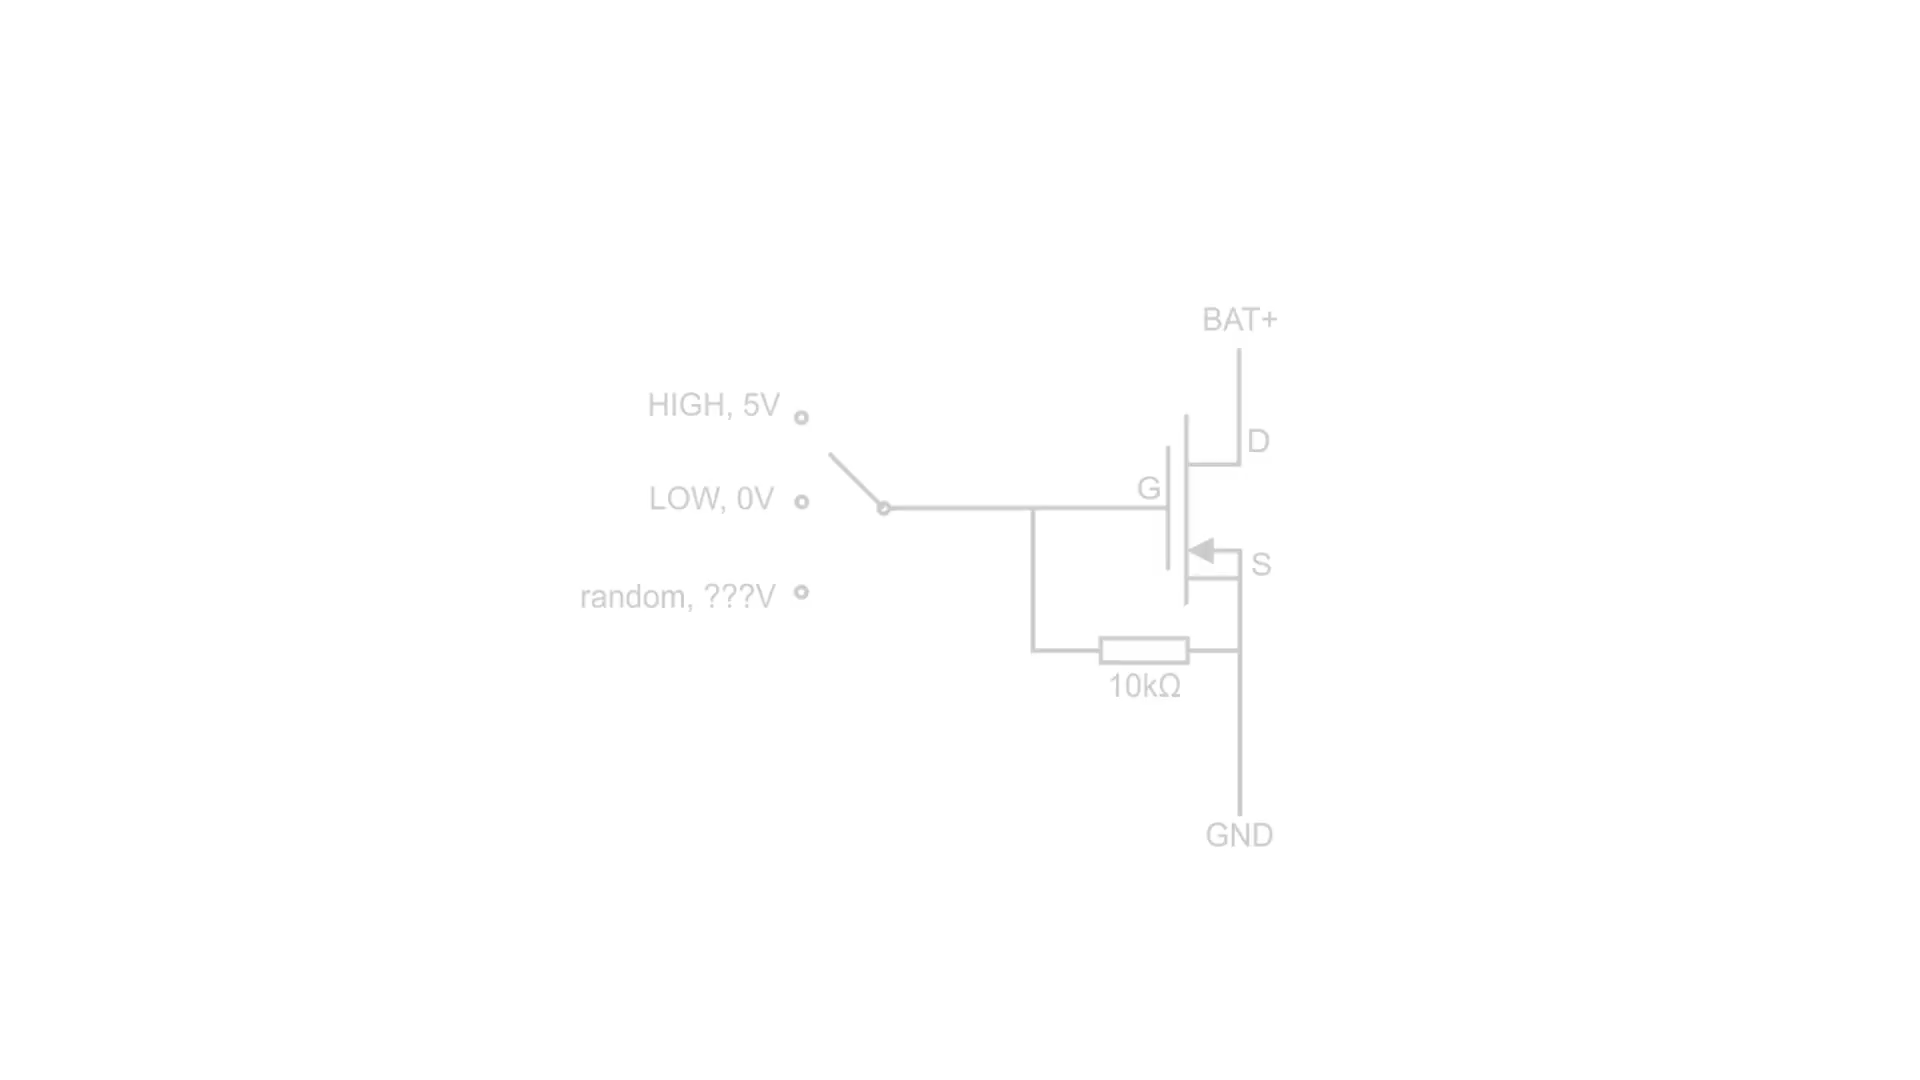 BAT+
HIGH, 5V
D
G
LOW, 0V
S
random, ???V
10kΩ
GND